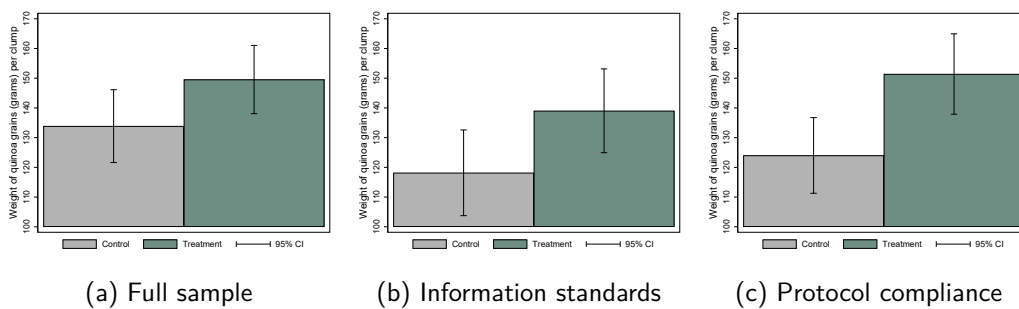 Weight of quinoa grains (grams) per clump
170
160
150
140
130
120
110
100
Control Treatment 95% CI
(a) Full sample
Weight of quinoa grains (grams) per clump
170
160
150
140
130
120
110
100
Control Treatment 95% CI
(b) Information standards
Weight of quinoa grains (grams) per clump
170
160
150
140
130
120
110
100
Control Treatment 95% CI
(c) Protocol compliance